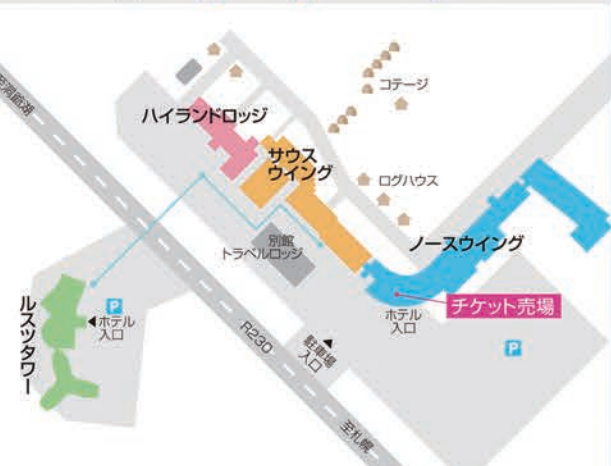 至洞爺湖
コテージ
ハイランドロッジ
サウス
ウイング
ログハウス
別館
トラベルロッジ
ノースウイング
チケット売場
ホテル
入口
P
ホテル
入口
ルスツタワー
R230
駐車場
入口
P
至札幌